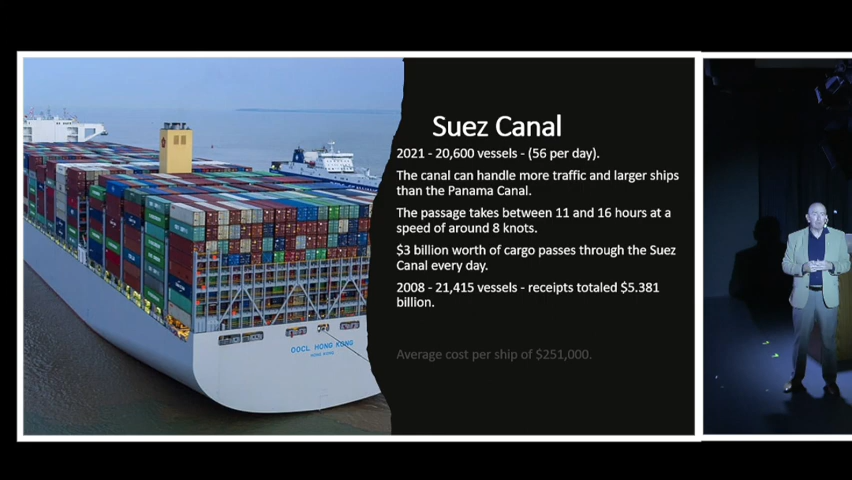 Suez Canal
2021 - 20,600 vessels - (56 per day).
The canal can handle more traffic and larger ships
than the Panama Canal.
The passage takes between 11 and 16 hours at a
speed of around 8 knots.
$3 billion worth of cargo passes through the Suez
Canal every day.
2008 - 21,415 vessels - receipts totaled $5.381
billion.
Average cost per ship of $251,000.
OOCL HONG KONG
HONG KONG